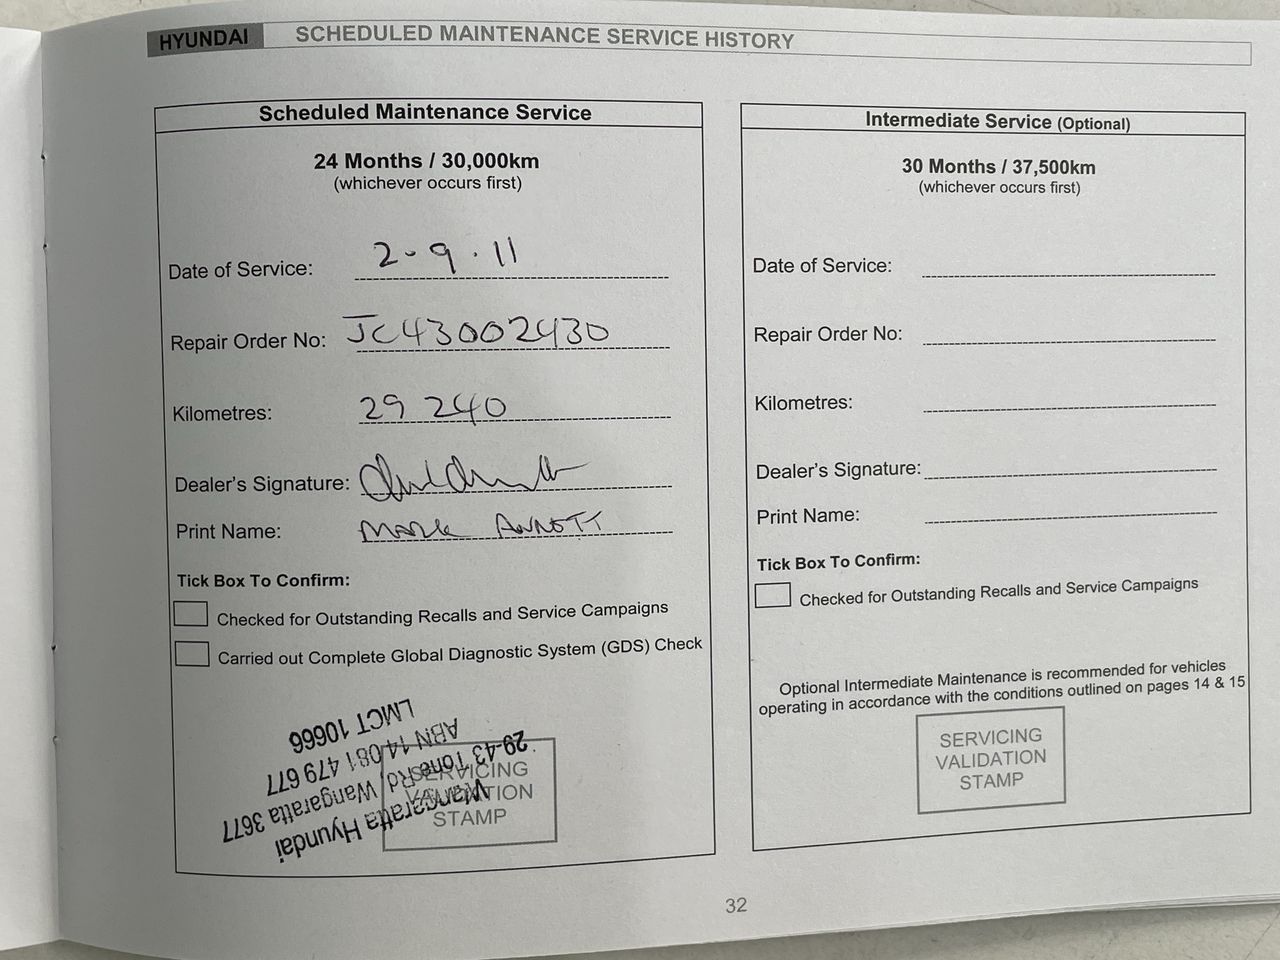 HYUNDAI SCHEDULED MAINTENANCE SERVICE HISTORY
Scheduled Maintenance Service
24 Months / 30,000km
(whichever occurs first)
Date of Service: 2-9.11
Repair Order No: JC43002430
Kilometres: 29 240
Dealer's Signature:
Print Name: MARK ANNETT
Tick Box To Confirm:
Checked for Outstanding Recalls and Service Campaigns
Carried out Complete Global Diagnostic System (GDS) Check
Wangaratta Hyundai
29-43 Tone Rd, Wangaratta 3677
ABN 14 081 479 677
LMCT 10666
SERVICING
VALIDATION
STAMP
Intermediate Service (Optional)
30 Months / 37,500km
(whichever occurs first)
Date of Service:
Repair Order No:
Kilometres:
Dealer's Signature:
Print Name:
Tick Box To Confirm:
Checked for Outstanding Recalls and Service Campaigns
Optional Intermediate Maintenance is recommended for vehicles
operating in accordance with the conditions outlined on pages 14 & 15
SERVICING
VALIDATION
STAMP
32